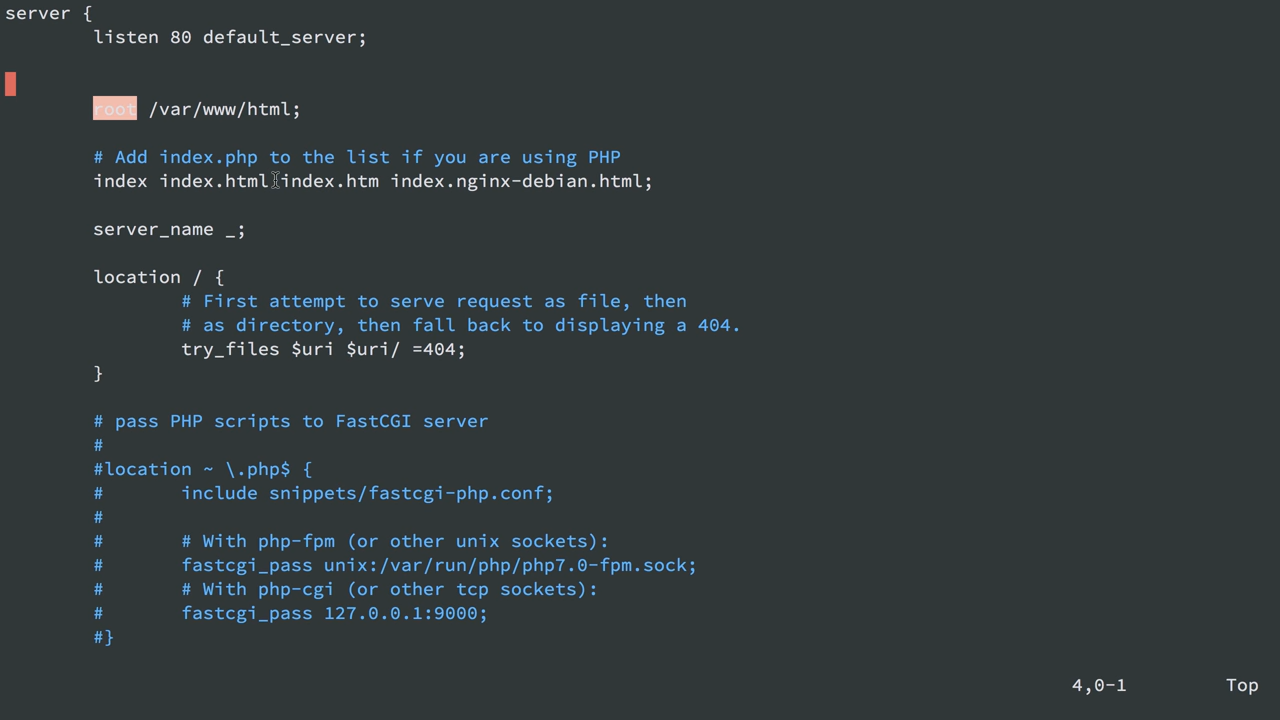 server {
listen 80 default_server;
root /var/www/html;
# Add index.php to the list if you are using PHP
index index.html index.htm index.nginx-debian.html;
server_name _;
location / {
# First attempt to serve request as file, then
# as directory, then fall back to displaying a 404.
try_files $uri $uri/ =404;
}
# pass PHP scripts to FastCGI server
#
#location ~ \.php$ {
# include snippets/fastcgi-php.conf;
#
# # With php-fpm (or other unix sockets):
# fastcgi_pass unix:/var/run/php/php7.0-fpm.sock;
# # With php-cgi (or other tcp sockets):
# fastcgi_pass 127.0.0.1:9000;
#}
4,0-1 Top